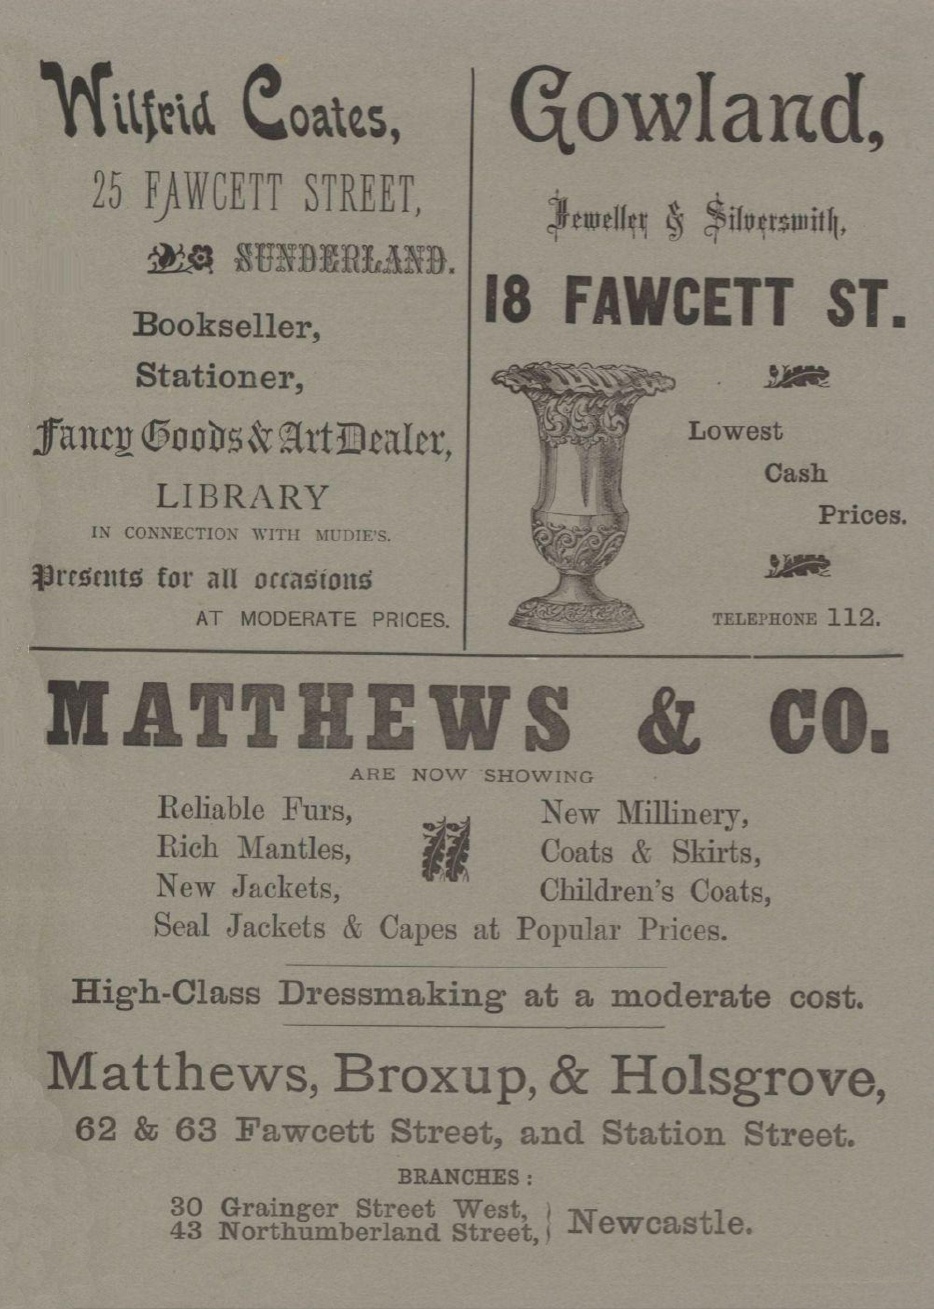 Wilfrid Coates,
25 FAWCETT STREET,
SUNDERLAND.
Bookseller,
Stationer,
Fancy Goods & Art Dealer,
LIBRARY
IN CONNECTION WITH MUDIE'S.
Presents for all occasions
AT MODERATE PRICES.
Gowland,
Jeweller & Silversmith,
18 FAWCETT ST.
Lowest
Cash
Prices.
TELEPHONE 112.
MATTHEWS & CO.
ARE NOW SHOWING
Reliable Furs,
Rich Mantles,
New Jackets,
New Millinery,
Coats & Skirts,
Children's Coats,
Seal Jackets & Capes at Popular Prices.
High-Class Dressmaking at a moderate cost.
Matthews, Broxup, & Holsgrove,
62 & 63 Fawcett Street, and Station Street.
BRANCHES:
30 Grainger Street West,
43 Northumberland Street,
Newcastle.